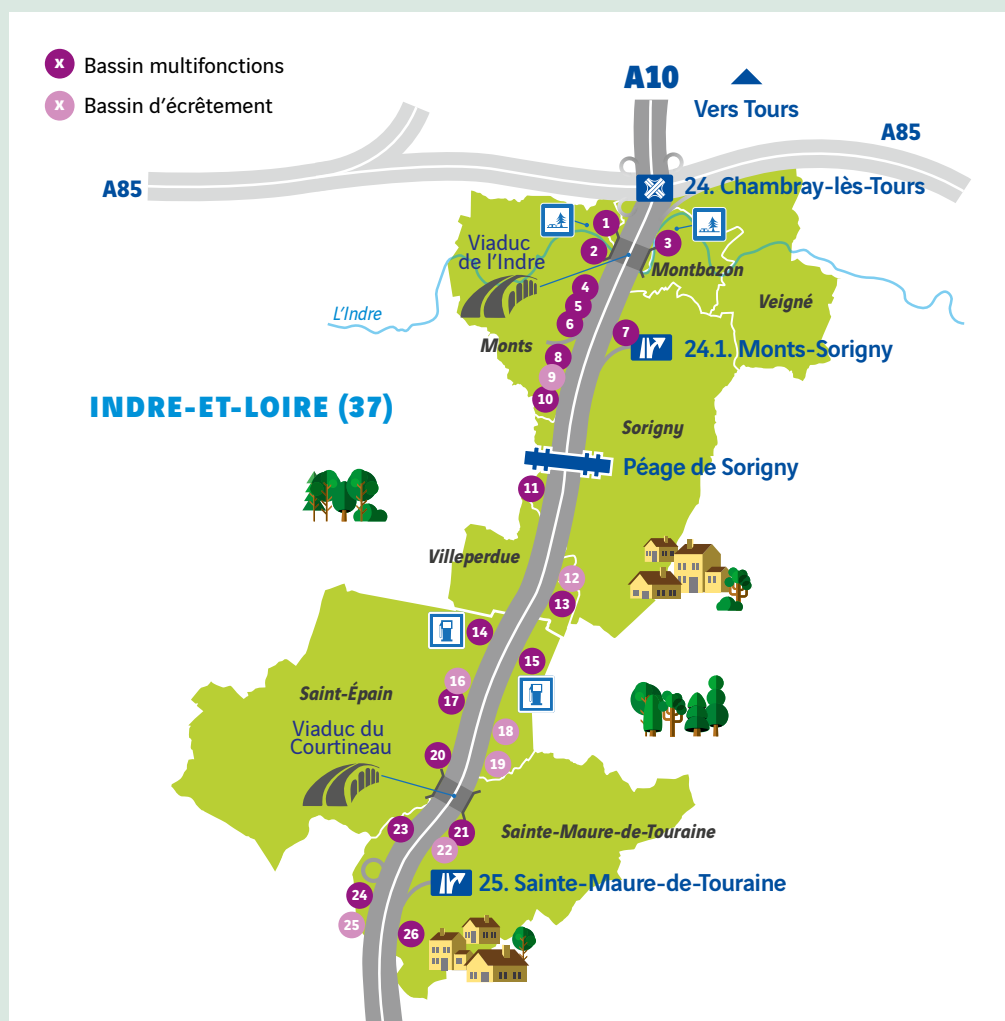 x Bassin multifonctions
x Bassin d'écrêtement
A10
Vers Tours
A85
A85
24. Chambray-lès-Tours
1
2
3
Viaduc
de l'Indre
Montbazon
4
5
6
L'Indre
Veigné
7
Monts
24.1. Monts-Sorigny
8
9
10
INDRE-ET-LOIRE (37)
Sorigny
Péage de Sorigny
11
Villeperdue
12
13
14
15
16
17
Saint-Épain
18
Viaduc du
Courtineau
19
20
21
22
23
Sainte-Maure-de-Touraine
25. Sainte-Maure-de-Touraine
24
25
26